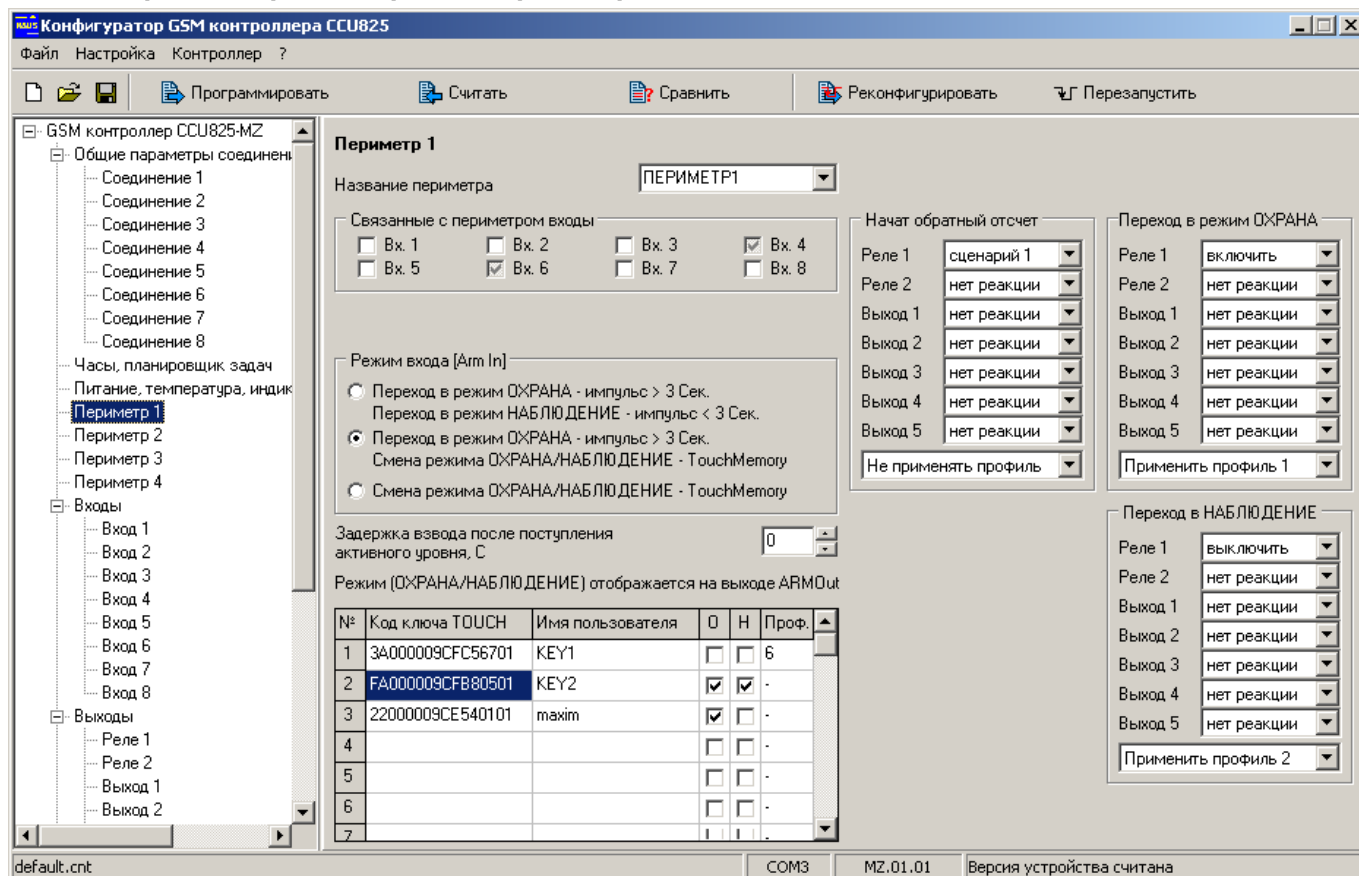 Конфигуратор GSM контроллера CCU825
Файл Настройка Контроллер ?
Программировать Считать Сравнить Реконфигурировать Перезапустить
GSM контроллер CCU825-MZ
Общие параметры соединени
Соединение 1
Соединение 2
Соединение 3
Соединение 4
Соединение 5
Соединение 6
Соединение 7
Соединение 8
Часы, планировщик задач
Питание, температура, индик
Периметр 1
Периметр 2
Периметр 3
Периметр 4
Входы
Вход 1
Вход 2
Вход 3
Вход 4
Вход 5
Вход 6
Вход 7
Вход 8
Выходы
Реле 1
Реле 2
Выход 1
Выход 2
Периметр 1
Название периметра ПЕРИМЕТР1
Связанные с периметром входы
Вх. 1 Вх. 2 Вх. 3 Вх. 4
Вх. 5 Вх. 6 Вх. 7 Вх. 8
Режим входа [Arm In]
Переход в режим ОХРАНА - импульс > 3 Сек.
Переход в режим НАБЛЮДЕНИЕ - импульс < 3 Сек.
Переход в режим ОХРАНА - импульс > 3 Сек.
Смена режима ОХРАНА/НАБЛЮДЕНИЕ - TouchMemory
Смена режима ОХРАНА/НАБЛЮДЕНИЕ - TouchMemory
Задержка взвода после поступления
активного уровня, С 0
Режим (ОХРАНА/НАБЛЮДЕНИЕ) отображается на выходе ARMOut
№ Код ключа TOUCH Имя пользователя О Н Проф.
1 3A000009CFC56701 KEY1 6
2 FA000009CFB80501 KEY2 -
3 22000009CE540101 maxim -
4 -
5 -
6 -
7 -
Начат обратный отсчет
Реле 1 сценарий 1
Реле 2 нет реакции
Выход 1 нет реакции
Выход 2 нет реакции
Выход 3 нет реакции
Выход 4 нет реакции
Выход 5 нет реакции
Не применять профиль
Переход в режим ОХРАНА
Реле 1 включить
Реле 2 нет реакции
Выход 1 нет реакции
Выход 2 нет реакции
Выход 3 нет реакции
Выход 4 нет реакции
Выход 5 нет реакции
Применить профиль 1
Переход в НАБЛЮДЕНИЕ
Реле 1 выключить
Реле 2 нет реакции
Выход 1 нет реакции
Выход 2 нет реакции
Выход 3 нет реакции
Выход 4 нет реакции
Выход 5 нет реакции
Применить профиль 2
default.cnt COM3 MZ.01.01 Версия устройства считана